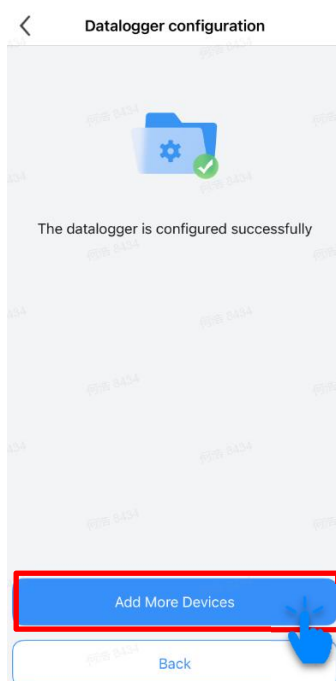 Datalogger configuration
The datalogger is configured successfully
Add More Devices
Back